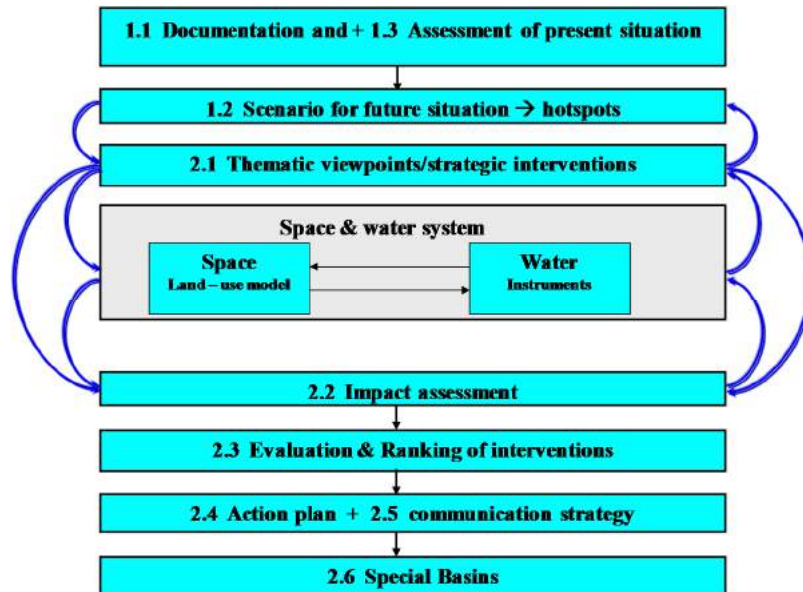 1.1 Documentation and + 1.3 Assessment of present situation
1.2 Scenario for future situation → hotspots
2.1 Thematic viewpoints/strategic interventions
Space & water system
Space
Land – use model
Water
Instruments
2.2 Impact assessment
2.3 Evaluation & Ranking of interventions
2.4 Action plan + 2.5 communication strategy
2.6 Special Basins